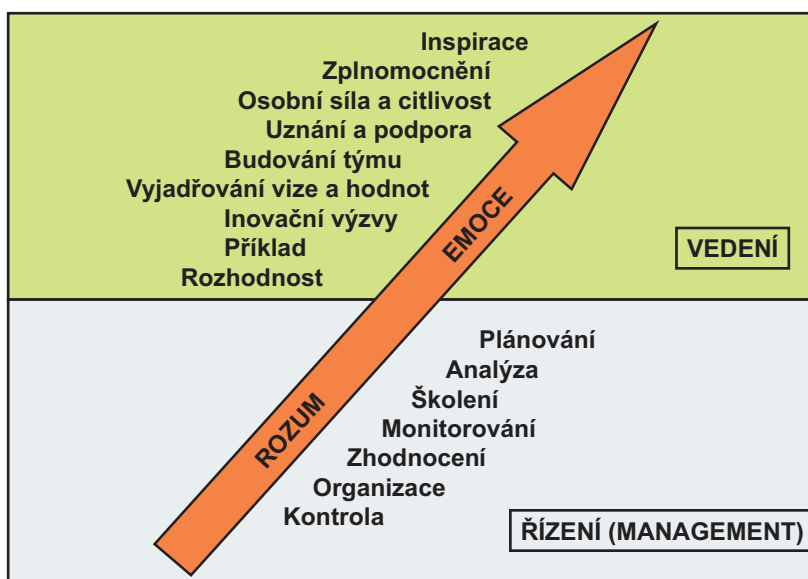 Inspirace
Zplnomocnění
Osobní síla a citlivost
Uznání a podpora
Budování týmu
Vyjadřování vize a hodnot
Inovační výzvy
Příklad
Rozhodnost
EMOCE
VEDENÍ
Plánování
Analýza
Školení
Monitorování
Zhodnocení
Organizace
Kontrola
ROZUM
ŘÍZENÍ (MANAGEMENT)